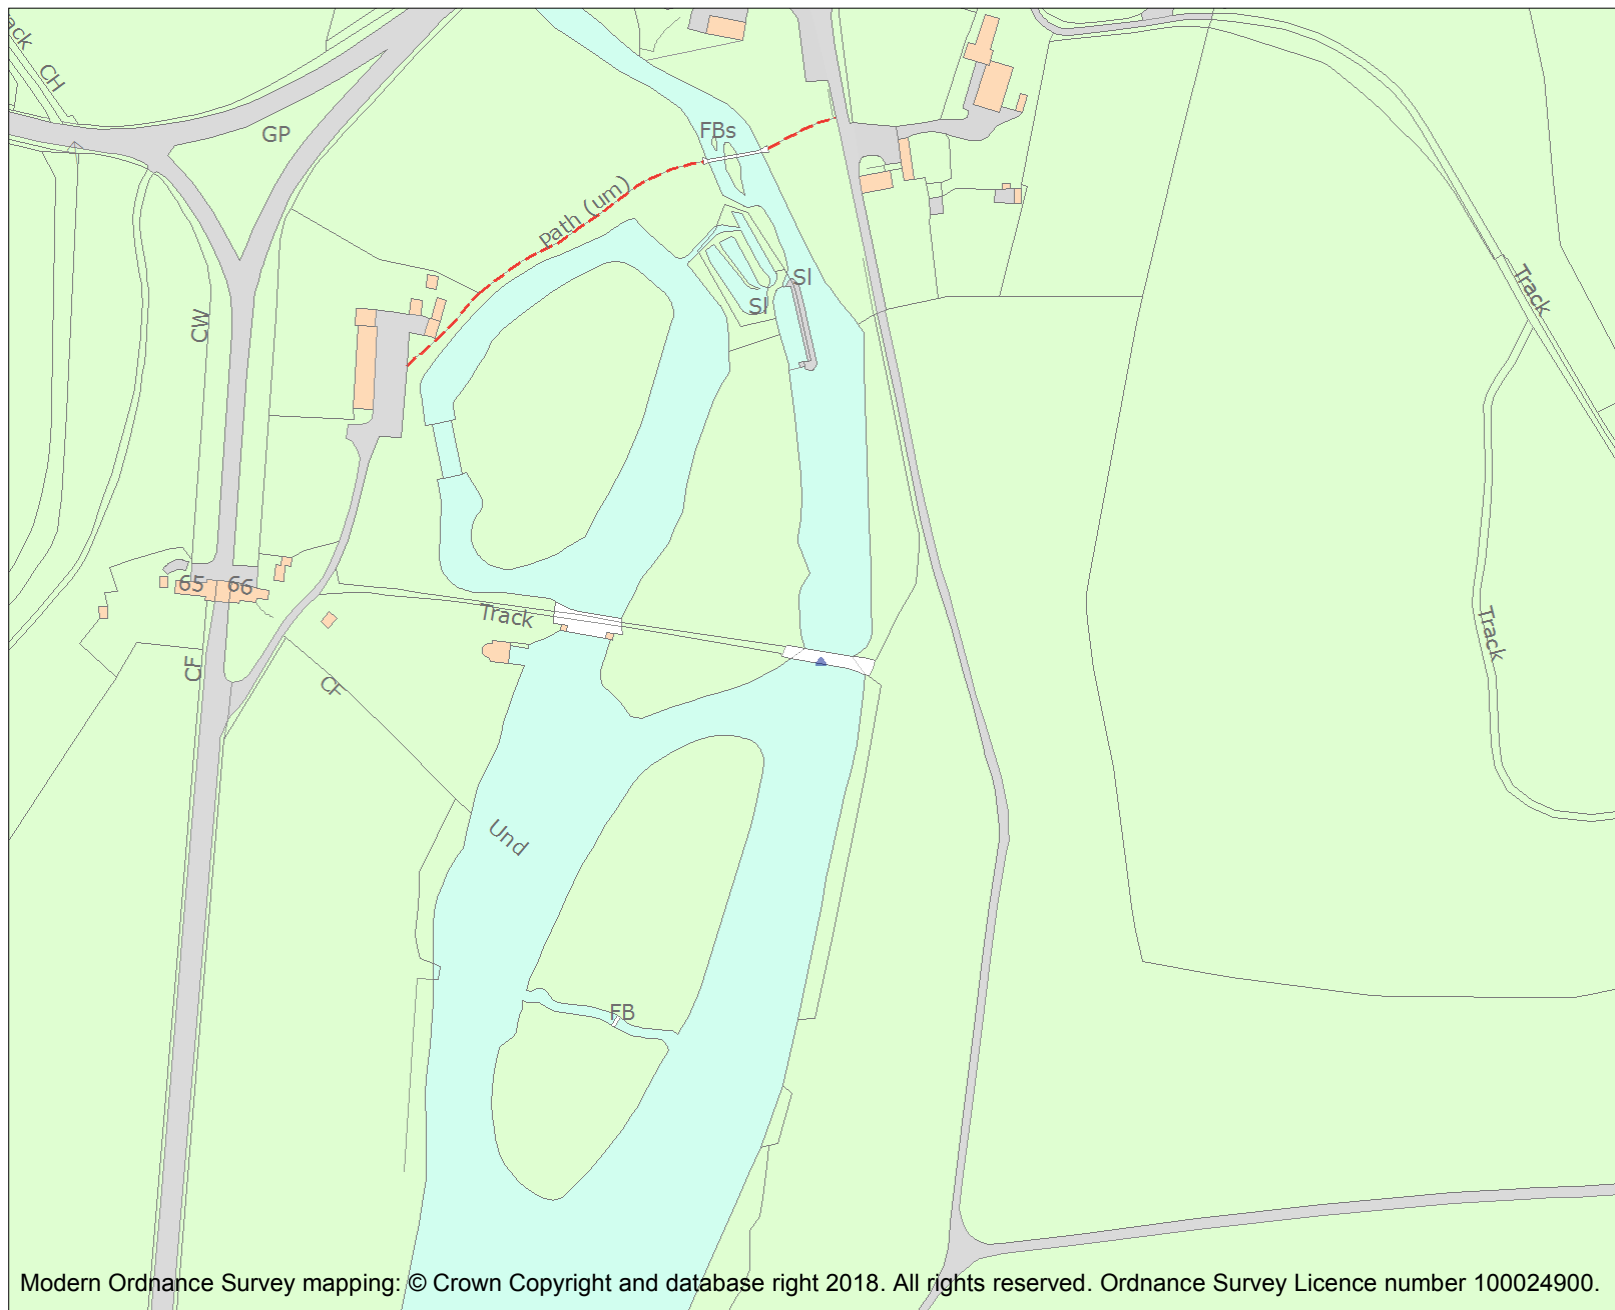 ack
CH
GP
FBs
Path (um)
Sl
Sl
CW
Track
65
66
Track
Track
CF
CF
Und
FB
Modern Ordnance Survey mapping: © Crown Copyright and database right 2018. All rights reserved. Ordnance Survey Licence number 100024900.